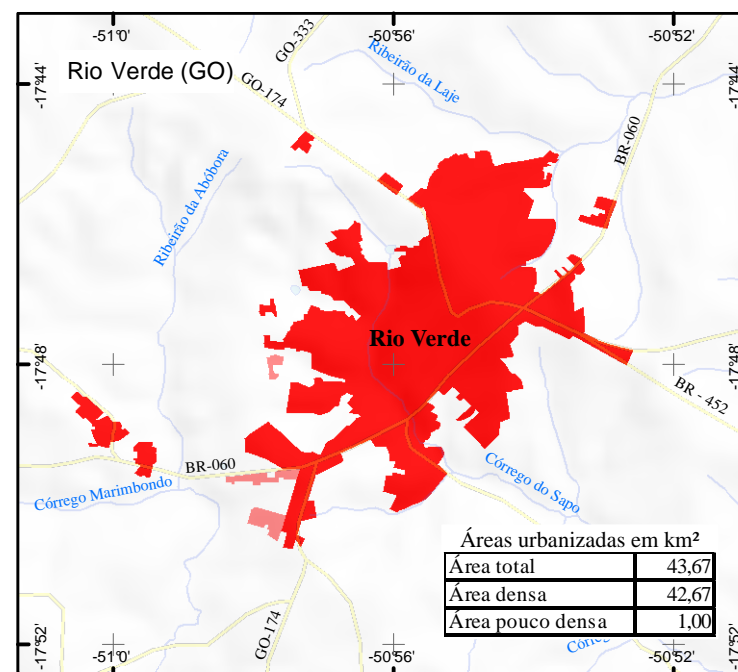 -51°0'
-50°56'
-50°52'
Rio Verde (GO)
GO-333
Ribeirão da Laje
-17°44'
-17°44'
GO-174
BR-060
Ribeirão da Abóbora
Rio Verde
-17°48'
-17°48'
BR - 452
BR-060
Córrego Marimbondo
Córrego do Sapo
Áreas urbanizadas em km²
Área total 43,67
Área densa 42,67
Área pouco densa 1,00
GO-174
Córrego
-17°52'
-17°52'
-51°0'
-50°56'
-50°52'